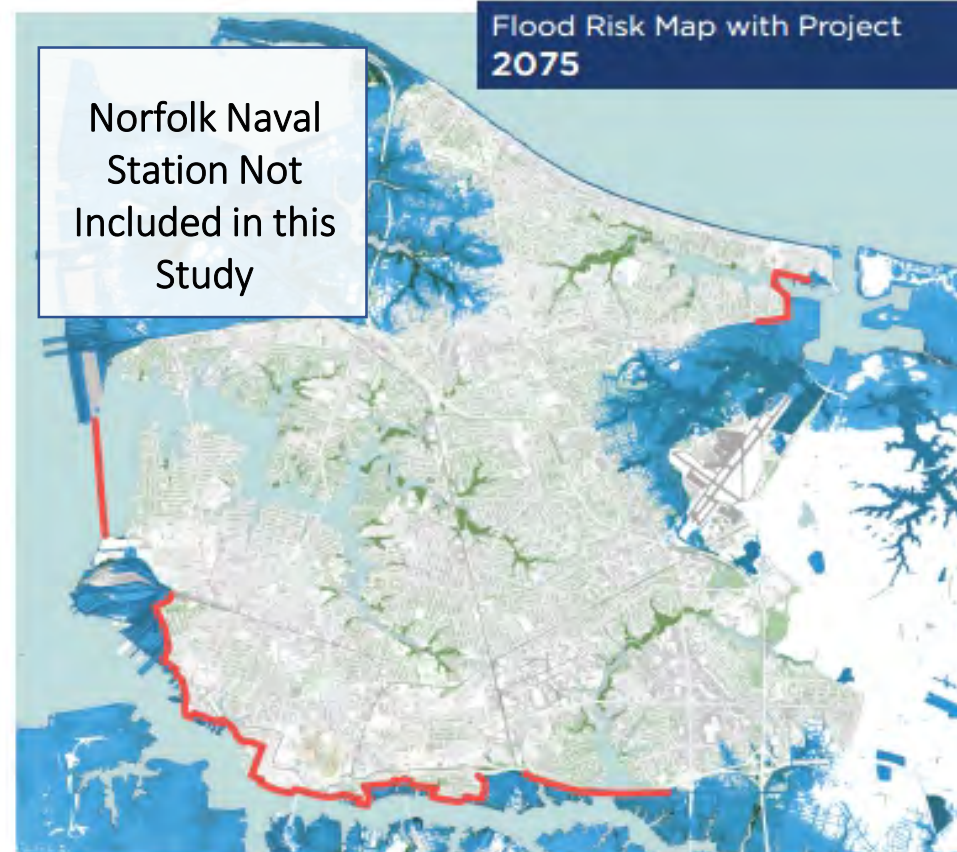 Flood Risk Map with Project
2075
Norfolk Naval
Station Not
Included in this
Study